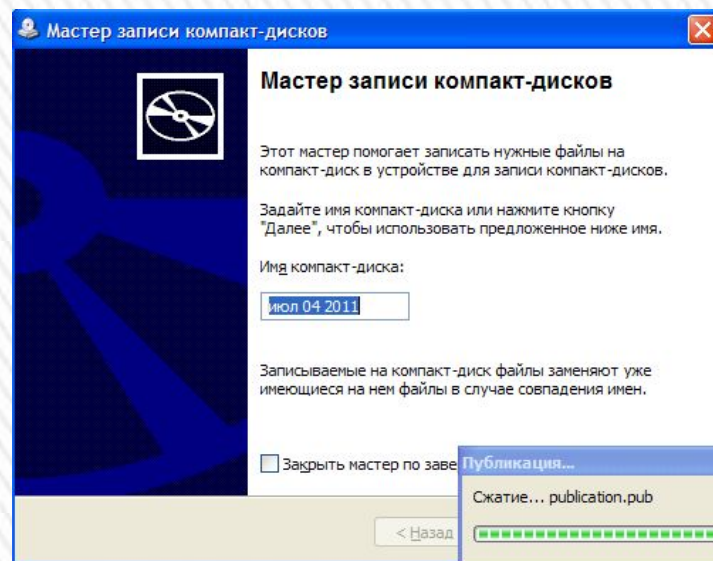 Мастер записи компакт-дисков
Мастер записи компакт-дисков
Этот мастер помогает записать нужные файлы на
компакт-диск в устройстве для записи компакт-дисков.
Задайте имя компакт-диска или нажмите кнопку
"Далее", чтобы использовать предложенное ниже имя.
Имя компакт-диска:
июл 04 2011
Записываемые на компакт-диск файлы заменяют уже
имеющиеся на нем файлы в случае совпадения имен.
Закрыть мастер по заве
Публикация...
Сжатие... publication.pub
< Назад